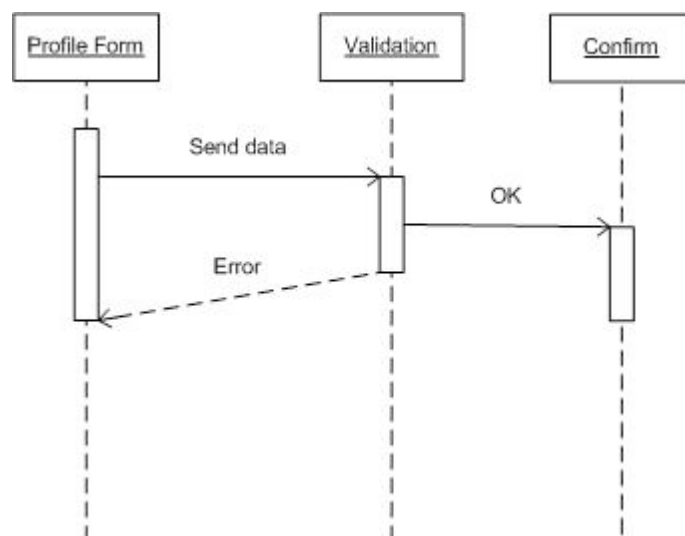 Profile Form
Validation
Confirm
Send data
OK
Error